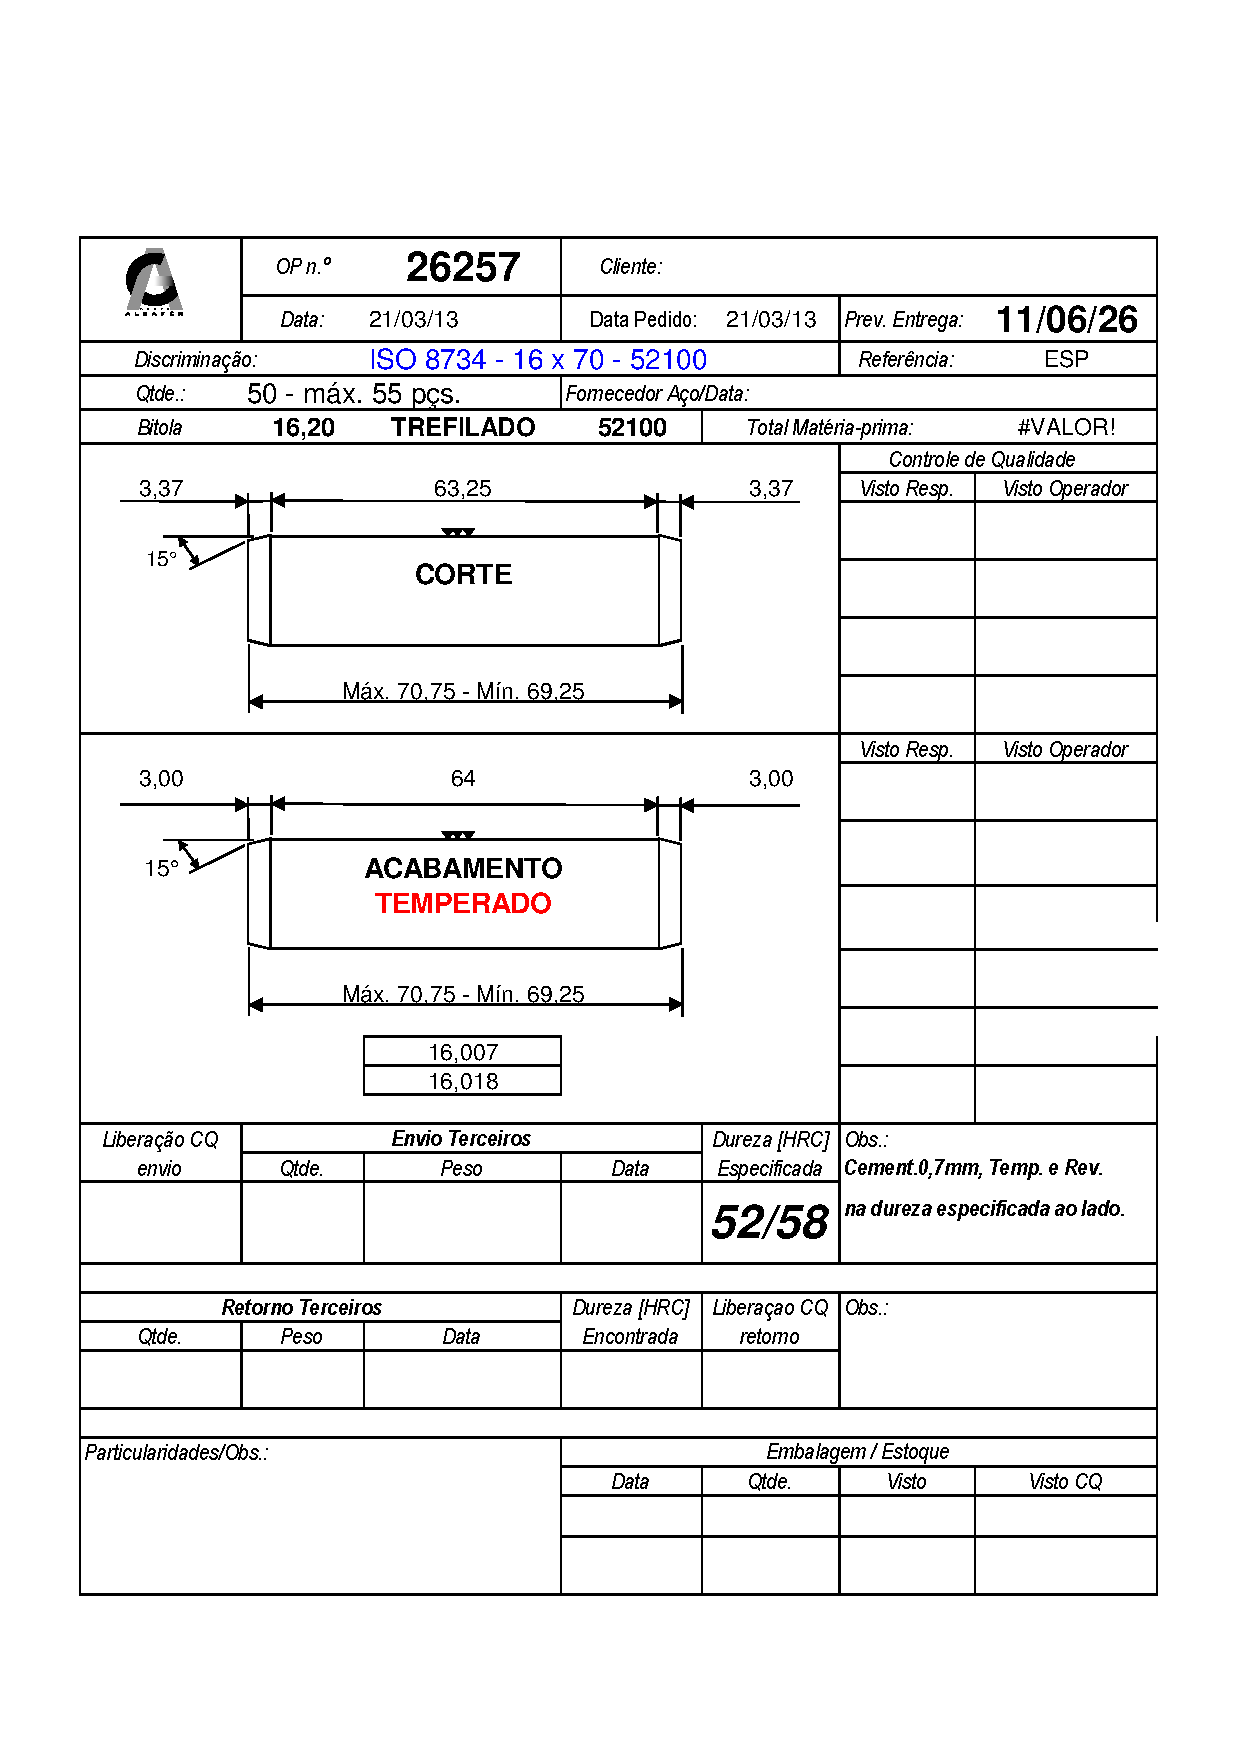 ALBAFER
OP n.º 26257 Cliente:
Data: 21/03/13 Data Pedido: 21/03/13 Prev. Entrega: 11/06/26
Discriminação: ISO 8734 - 16 x 70 - 52100 Referência: ESP
Qtde.: 50 - máx. 55 pçs. Fornecedor Aço/Data:
Bitola 16,20 TREFILADO 52100 Total Matéria-prima: #VALOR!
Controle de Qualidade
3,37 63,25 3,37 Visto Resp. Visto Operador
15°
CORTE
Máx. 70,75 - Mín. 69,25
Visto Resp. Visto Operador
3,00 64 3,00
15° ACABAMENTO
TEMPERADO
Máx. 70,75 - Mín. 69,25
16,007
16,018
Liberação CQ Envio Terceiros Dureza [HRC] Obs.:
envio Qtde. Peso Data Especificada Cement.0,7mm, Temp. e Rev.
52/58 na dureza especificada ao lado.
Retorno Terceiros Dureza [HRC] Liberaçao CQ Obs.:
Qtde. Peso Data Encontrada retorno
Particularidades/Obs.: Embalagem / Estoque
Data Qtde. Visto Visto CQ